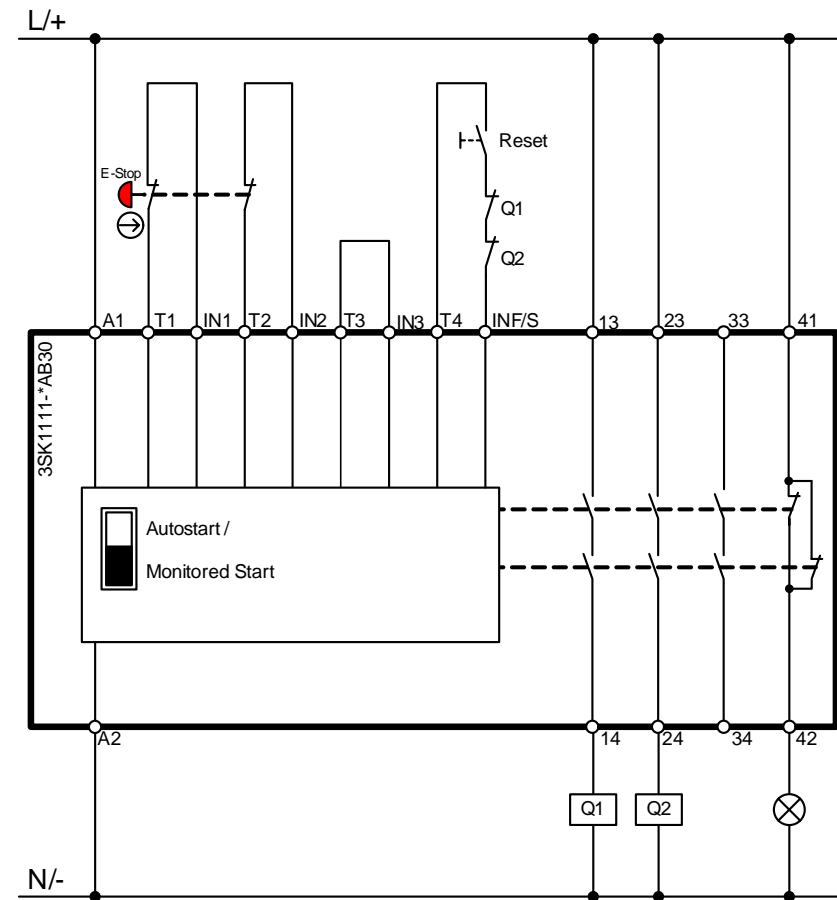 L/+
Reset
E-Stop
Q1
Q2
A1
T1
IN1
T2
IN2
T3
IN3
T4
INF/S
13
23
33
41
3SK1111-*AB30
Autostart /
Monitored Start
A2
14
24
34
42
Q1
Q2
N/-